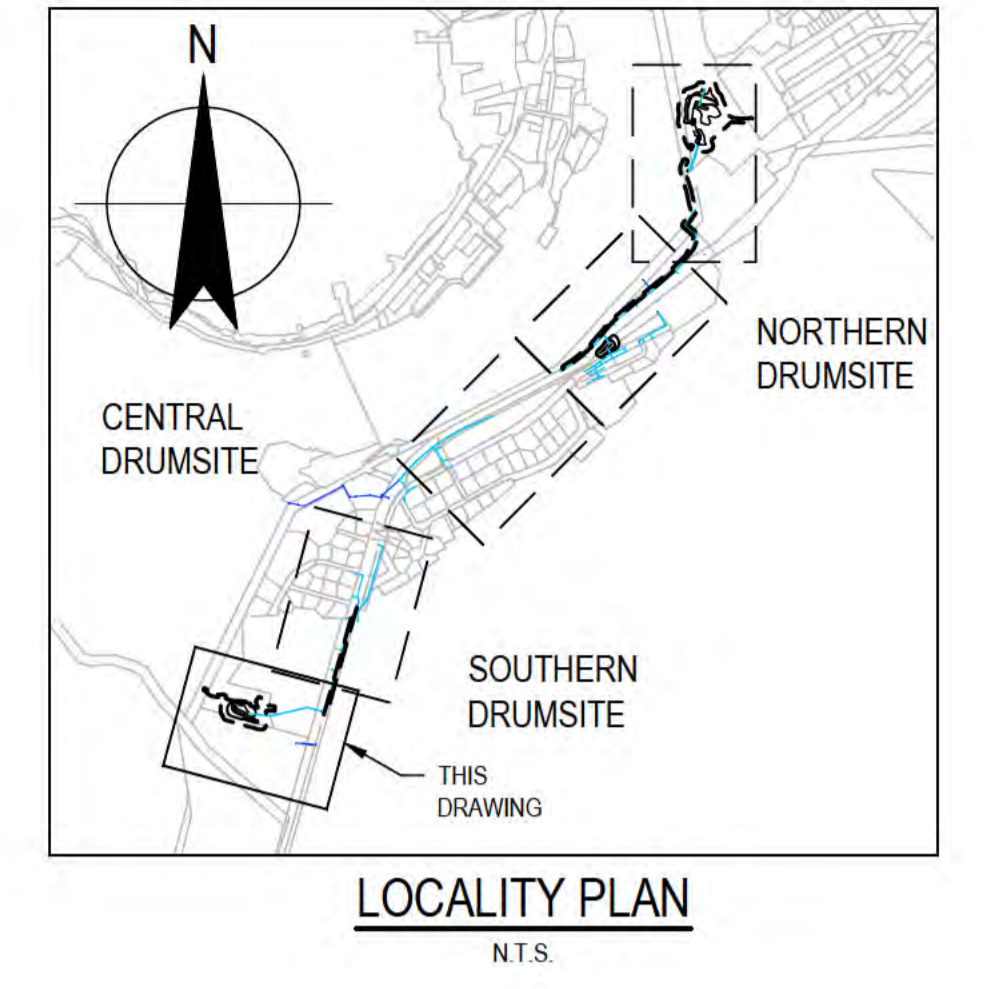 N
NORTHERN
DRUMSITE
CENTRAL
DRUMSITE
SOUTHERN
DRUMSITE
THIS
DRAWING
LOCALITY PLAN
N.T.S.